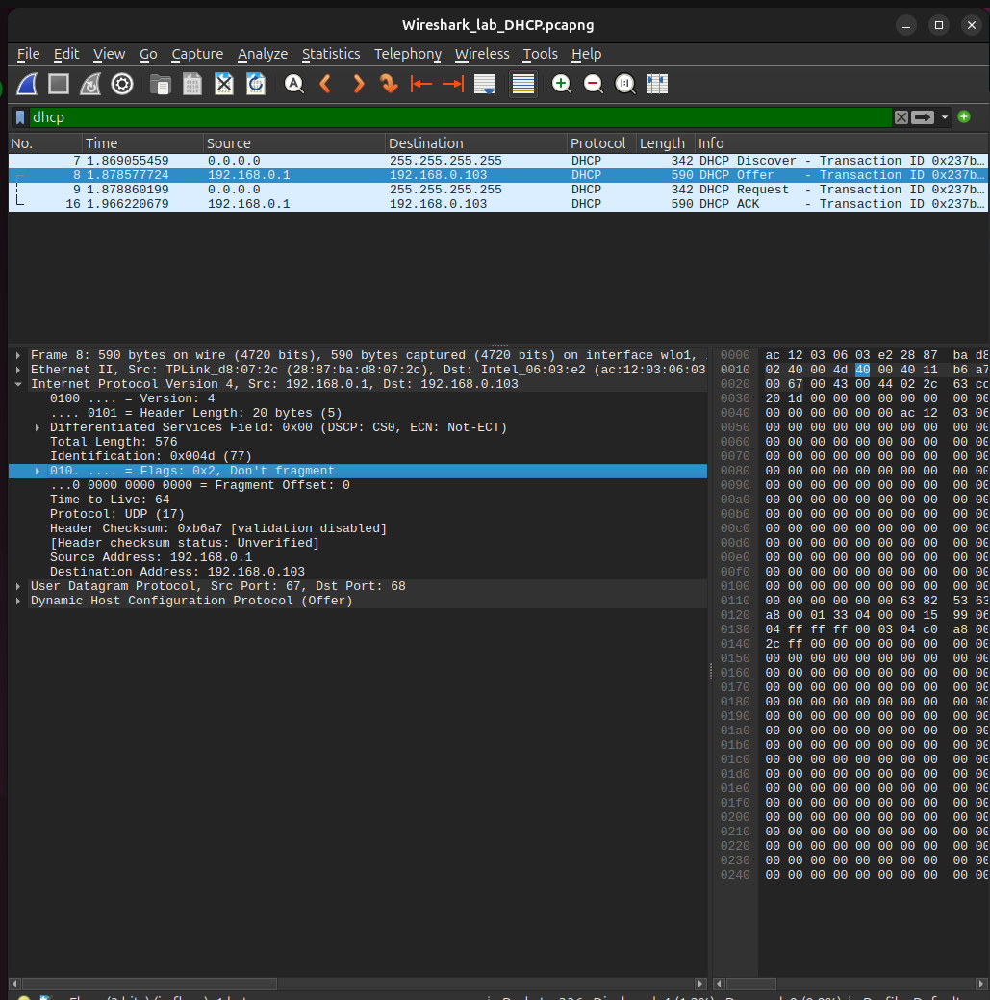 Wireshark_lab_DHCP.pcapng
File Edit View Go Capture Analyze Statistics Telephony Wireless Tools Help
dhcp
No. Time Source Destination Protocol Length Info
7 1.869055459 0.0.0.0 255.255.255.255 DHCP 342 DHCP Discover - Transaction ID 0x237b…
8 1.878577724 192.168.0.1 192.168.0.103 DHCP 590 DHCP Offer - Transaction ID 0x237b…
9 1.878860199 0.0.0.0 255.255.255.255 DHCP 342 DHCP Request - Transaction ID 0x237b…
16 1.966220679 192.168.0.1 192.168.0.103 DHCP 590 DHCP ACK - Transaction ID 0x237b…
Frame 8: 590 bytes on wire (4720 bits), 590 bytes captured (4720 bits) on interface wlo1,
Ethernet II, Src: TPLink_d8:07:2c (28:87:ba:d8:07:2c), Dst: Intel_06:03:e2 (ac:12:03:06:03
Internet Protocol Version 4, Src: 192.168.0.1, Dst: 192.168.0.103
0100 .... = Version: 4
.... 0101 = Header Length: 20 bytes (5)
Differentiated Services Field: 0x00 (DSCP: CS0, ECN: Not-ECT)
Total Length: 576
Identification: 0x004d (77)
010. .... = Flags: 0x2, Don't fragment
...0 0000 0000 0000 = Fragment Offset: 0
Time to Live: 64
Protocol: UDP (17)
Header Checksum: 0xb6a7 [validation disabled]
[Header checksum status: Unverified]
Source Address: 192.168.0.1
Destination Address: 192.168.0.103
User Datagram Protocol, Src Port: 67, Dst Port: 68
Dynamic Host Configuration Protocol (Offer)
0000 ac 12 03 06 03 e2 28 87 ba d8
0010 02 40 00 4d 40 00 40 11 b6 a7
0020 00 67 00 43 00 44 02 2c 63 cc
0030 20 1d 00 00 00 00 00 00 00 00
0040 00 00 00 00 00 00 ac 12 03 06
0050 00 00 00 00 00 00 00 00 00 00
0060 00 00 00 00 00 00 00 00 00 00
0070 00 00 00 00 00 00 00 00 00 00
0080 00 00 00 00 00 00 00 00 00 00
0090 00 00 00 00 00 00 00 00 00 00
00a0 00 00 00 00 00 00 00 00 00 00
00b0 00 00 00 00 00 00 00 00 00 00
00c0 00 00 00 00 00 00 00 00 00 00
00d0 00 00 00 00 00 00 00 00 00 00
00e0 00 00 00 00 00 00 00 00 00 00
00f0 00 00 00 00 00 00 00 00 00 00
0100 00 00 00 00 00 00 00 00 00 00
0110 00 00 00 00 00 00 63 82 53 63
0120 a8 00 01 33 04 00 00 15 99 06
0130 04 ff ff ff 00 03 04 c0 a8 00
0140 2c ff 00 00 00 00 00 00 00 00
0150 00 00 00 00 00 00 00 00 00 00
0160 00 00 00 00 00 00 00 00 00 00
0170 00 00 00 00 00 00 00 00 00 00
0180 00 00 00 00 00 00 00 00 00 00
0190 00 00 00 00 00 00 00 00 00 00
01a0 00 00 00 00 00 00 00 00 00 00
01b0 00 00 00 00 00 00 00 00 00 00
01c0 00 00 00 00 00 00 00 00 00 00
01d0 00 00 00 00 00 00 00 00 00 00
01e0 00 00 00 00 00 00 00 00 00 00
01f0 00 00 00 00 00 00 00 00 00 00
0200 00 00 00 00 00 00 00 00 00 00
0210 00 00 00 00 00 00 00 00 00 00
0220 00 00 00 00 00 00 00 00 00 00
0230 00 00 00 00 00 00 00 00 00 00
0240 00 00 00 00 00 00 00 00 00 00